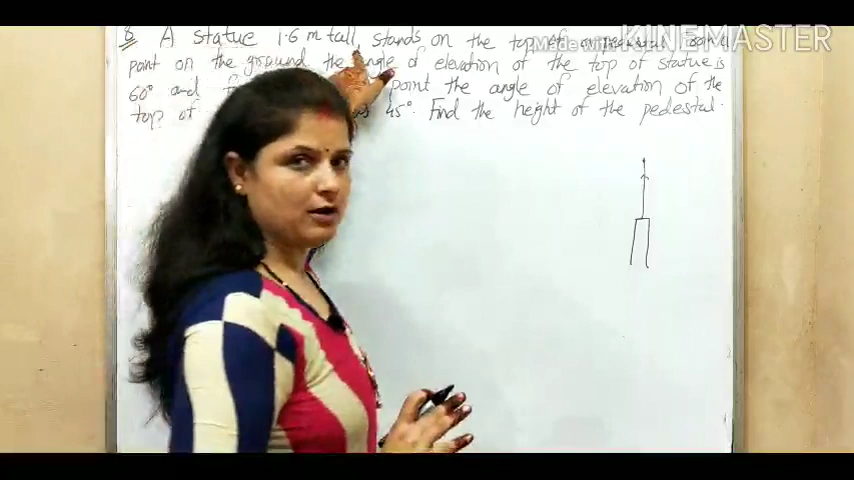 8. A statue 1.6 m tall stands on the top of a
Made with KINEMASTER
point on the ground, the angle of elevation of the top of statue is
60° and point the angle of elevation of the
top of 45°. Find the height of the pedestal.